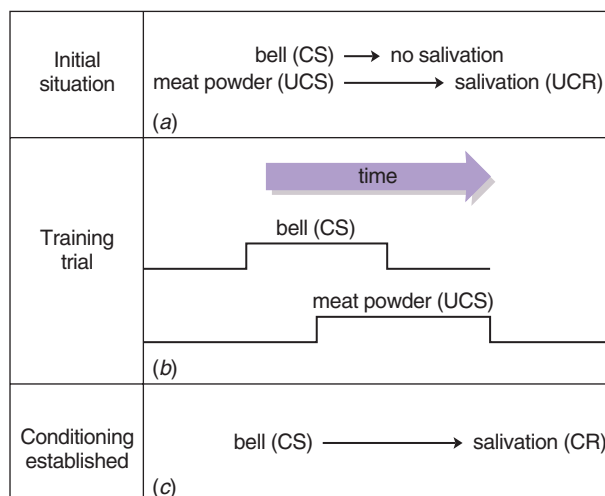 Initial
situation
bell (CS) no salivation
meat powder (UCS) salivation (UCR)
(a)
Training
trial
time
bell (CS)
meat powder (UCS)
(b)
Conditioning
established
bell (CS) salivation (CR)
(c)